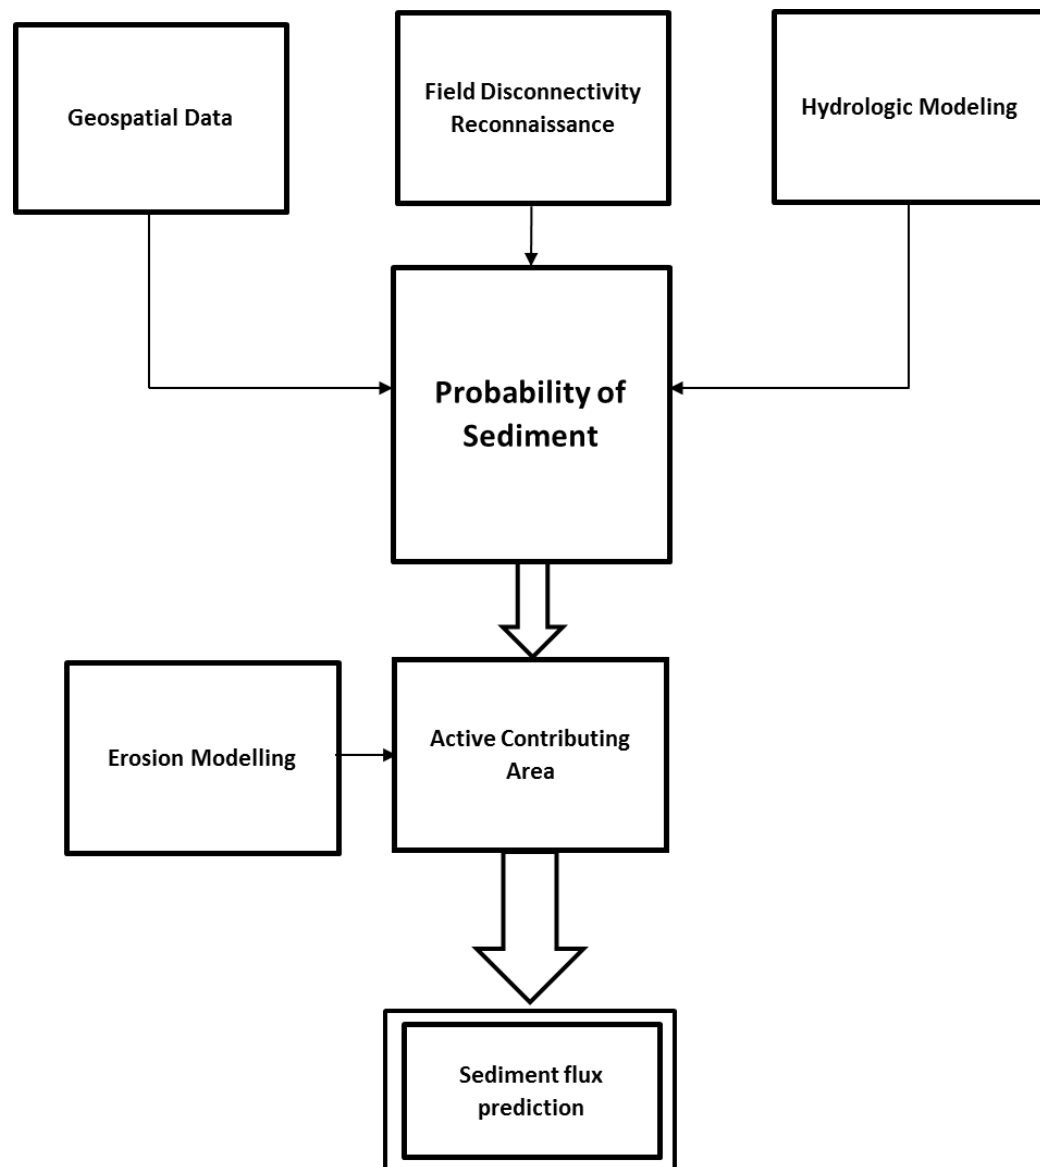 Geospatial Data
Field Disconnectivity
Reconnaissance
Hydrologic Modeling
Probability of
Sediment
Erosion Modelling
Active Contributing
Area
Sediment flux
prediction